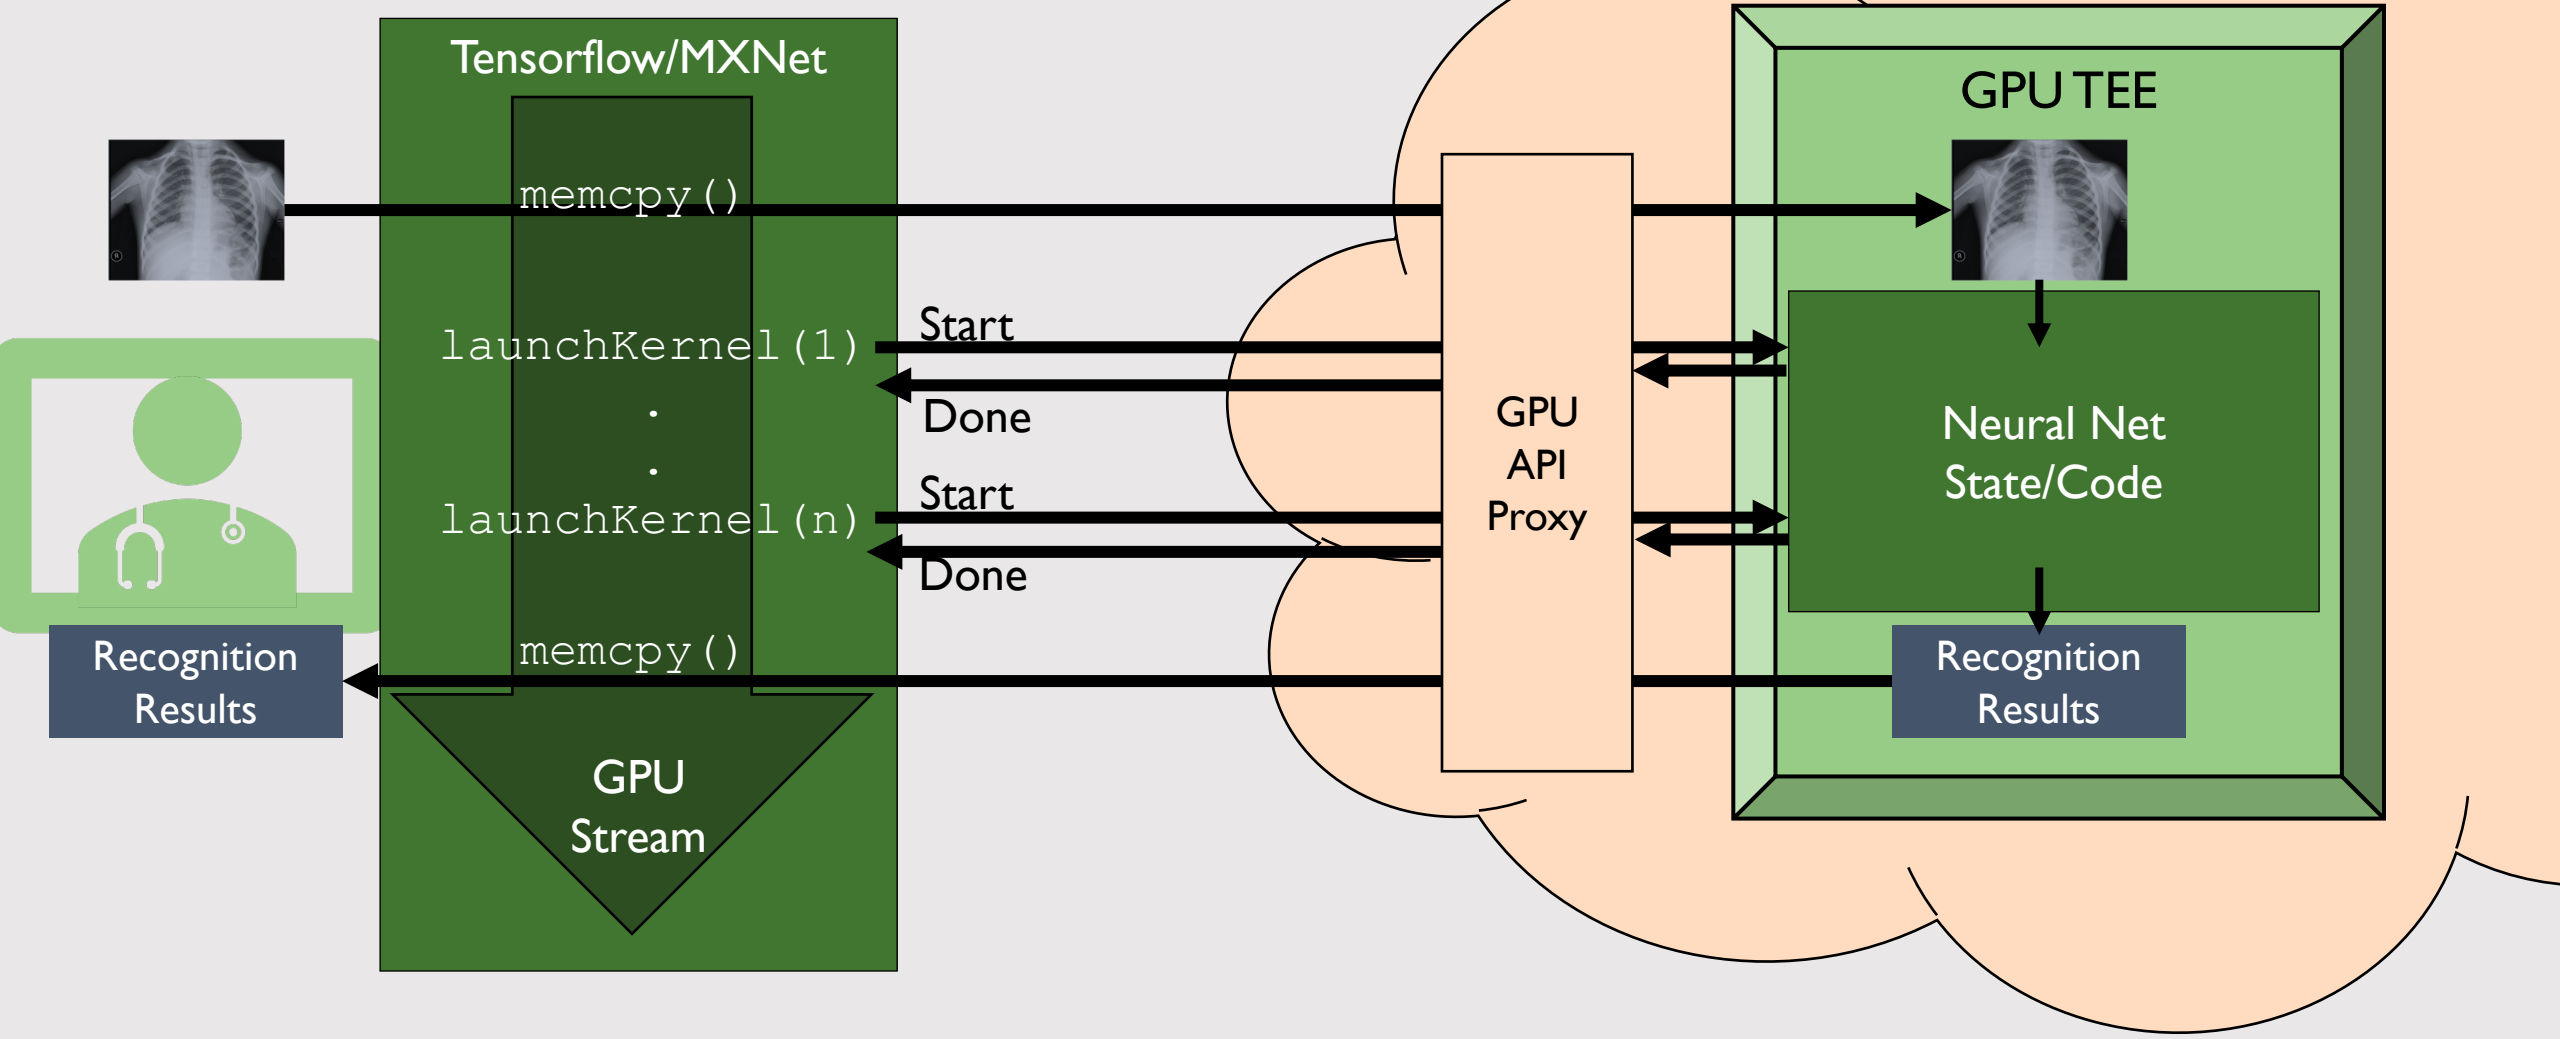 Tensorflow/MXNet
memcpy()
launchKernel(1)
.
.
launchKernel(n)
memcpy()
GPU
Stream
Recognition
Results
Start
Done
Start
Done
GPU
API
Proxy
GPU TEE
R
Neural Net
State/Code
Recognition
Results
R